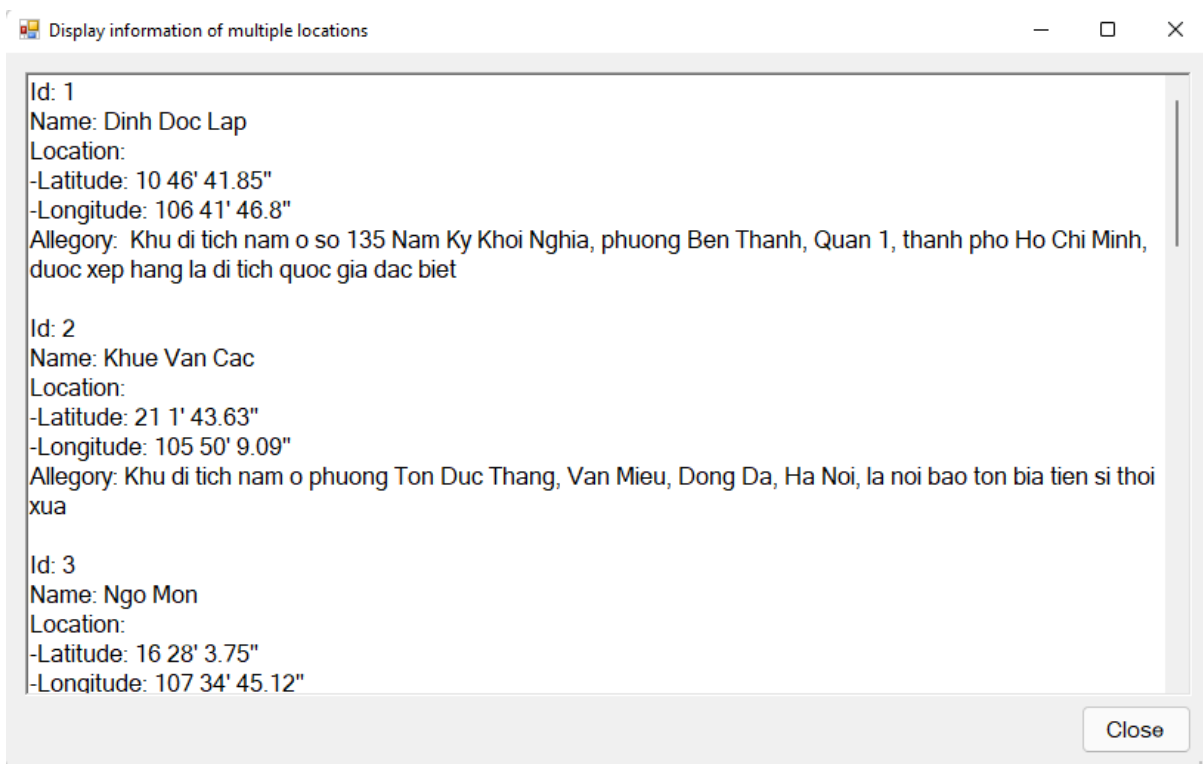 Display information of multiple locations
Id: 1
Name: Dinh Doc Lap
Location:
-Latitude: 10 46' 41.85"
-Longitude: 106 41' 46.8"
Allegory:  Khu di tich nam o so 135 Nam Ky Khoi Nghia, phuong Ben Thanh, Quan 1, thanh pho Ho Chi Minh,
duoc xep hang la di tich quoc gia dac biet
Id: 2
Name: Khue Van Cac
Location:
-Latitude: 21 1' 43.63"
-Longitude: 105 50' 9.09"
Allegory: Khu di tich nam o phuong Ton Duc Thang, Van Mieu, Dong Da, Ha Noi, la noi bao ton bia tien si thoi
xua
Id: 3
Name: Ngo Mon
Location:
-Latitude: 16 28' 3.75"
-Longitude: 107 34' 45.12"
Close